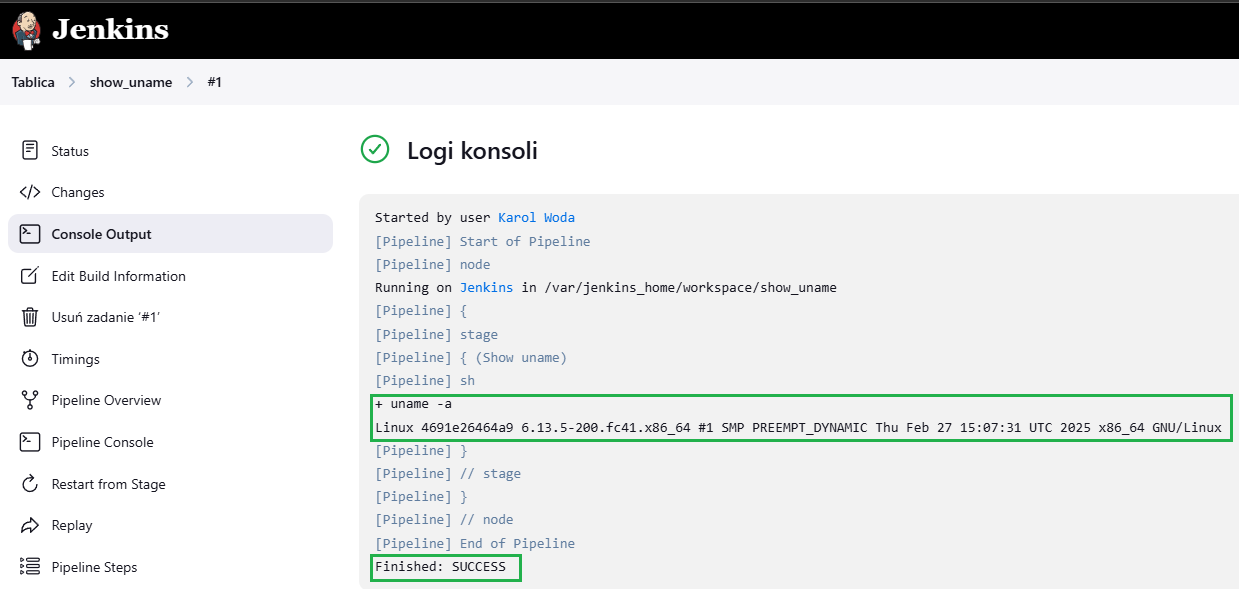 Jenkins
Tablica > show_uname > #1
Status
Changes
Console Output
Edit Build Information
Usuń zadanie ‘#1’
Timings
Pipeline Overview
Pipeline Console
Restart from Stage
Replay
Pipeline Steps
Logi konsoli
Started by user Karol Woda
[Pipeline] Start of Pipeline
[Pipeline] node
Running on Jenkins in /var/jenkins_home/workspace/show_uname
[Pipeline] {
[Pipeline] stage
[Pipeline] { (Show uname)
[Pipeline] sh
+ uname -a
Linux 4691e26464a9 6.13.5-200.fc41.x86_64 #1 SMP PREEMPT_DYNAMIC Thu Feb 27 15:07:31 UTC 2025 x86_64 GNU/Linux
[Pipeline] }
[Pipeline] // stage
[Pipeline] }
[Pipeline] // node
[Pipeline] End of Pipeline
Finished: SUCCESS